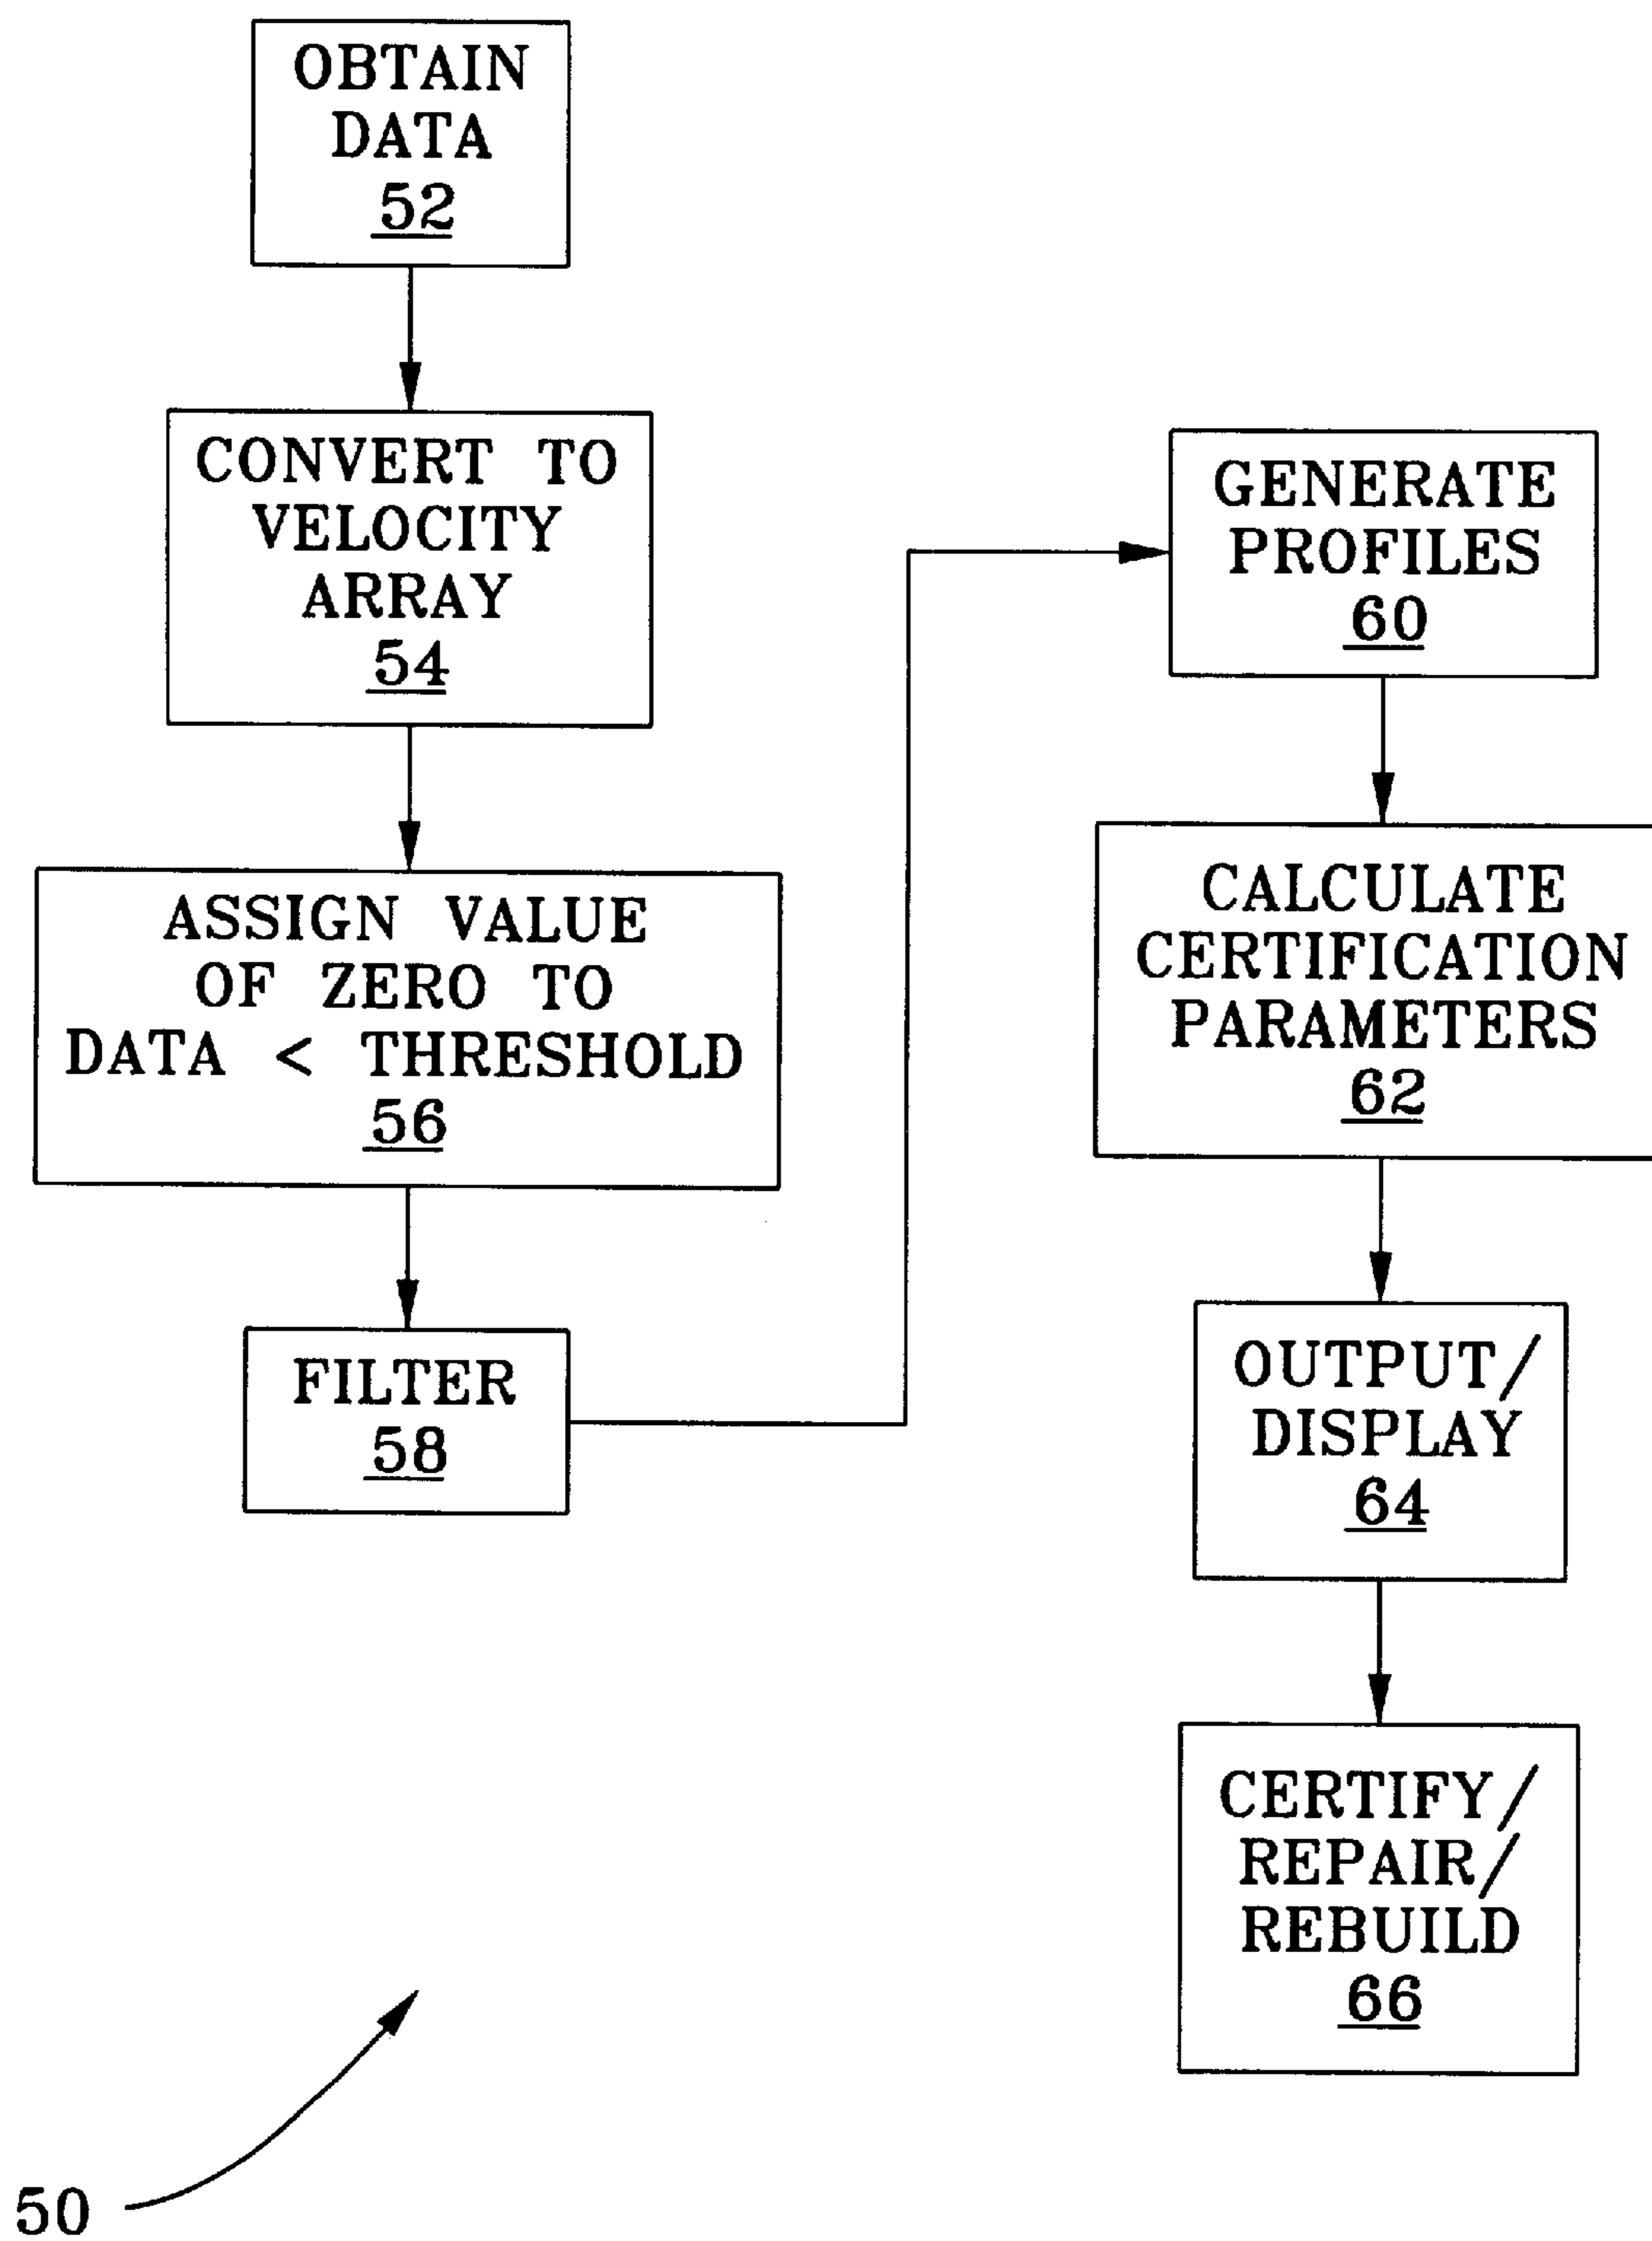 OBTAIN
DATA
52
CONVERT TO
VELOCITY
ARRAY
54
ASSIGN VALUE
OF ZERO TO
DATA < THRESHOLD
56
FILTER
58
GENERATE
PROFILES
60
CALCULATE
CERTIFICATION
PARAMETERS
62
OUTPUT/
DISPLAY
64
CERTIFY/
REPAIR/
REBUILD
66
50